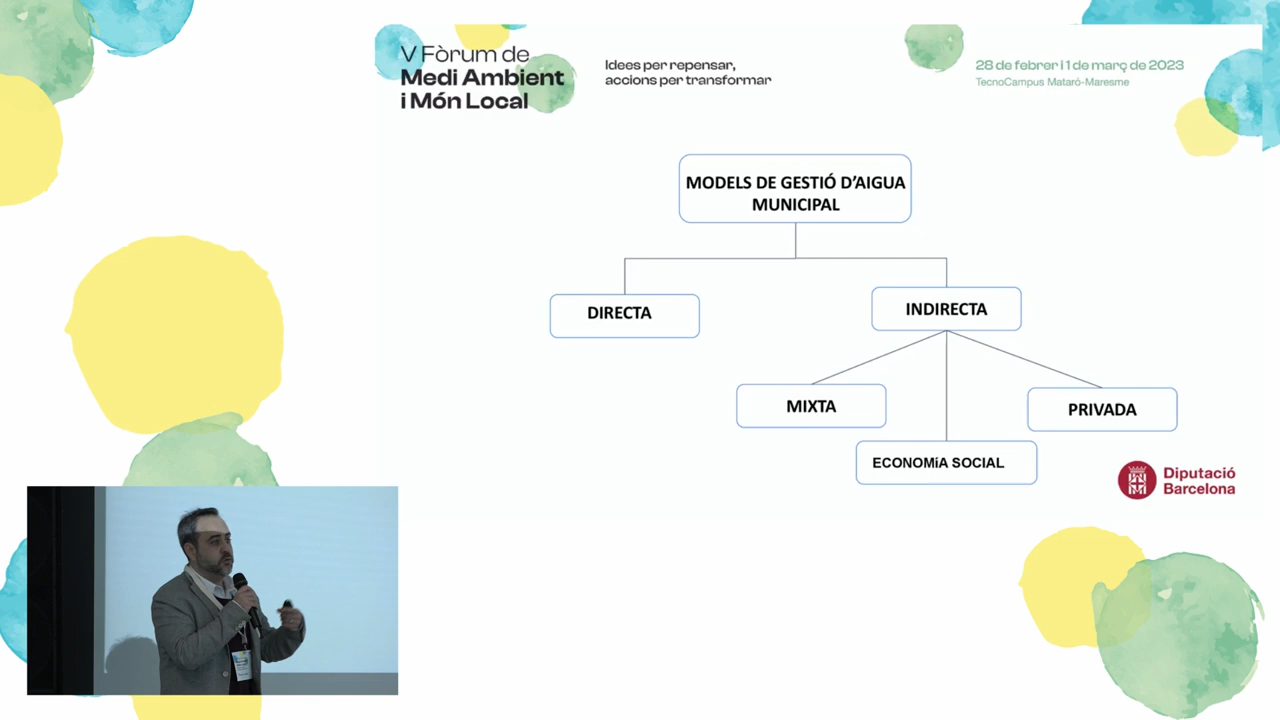 V Fòrum de
Medi Ambient
i Món Local
Idees per repensar,
accions per transformar
28 de febrer i 1 de març de 2023
TecnoCampus Mataró-Maresme
MODELS DE GESTIÓ D'AIGUA
MUNICIPAL
DIRECTA
INDIRECTA
MIXTA
PRIVADA
ECONOMíA SOCIAL
Diputació
Barcelona